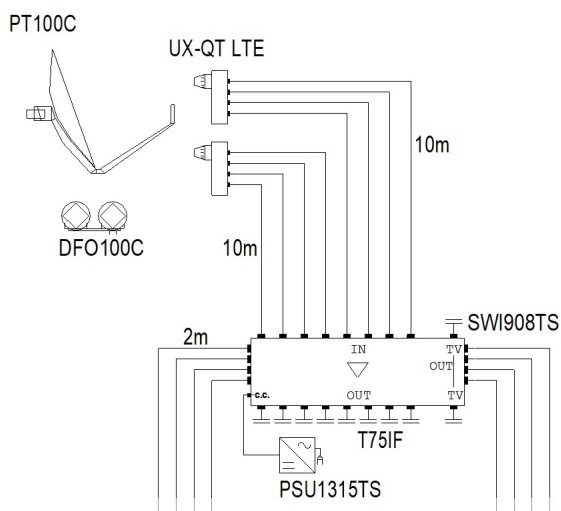 PT100C
UX-QT LTE
10m
DFO100C
10m
SWI908TS
2m
IN
TV
OUT
c.c.
OUT
TV
T75IF
PSU1315TS